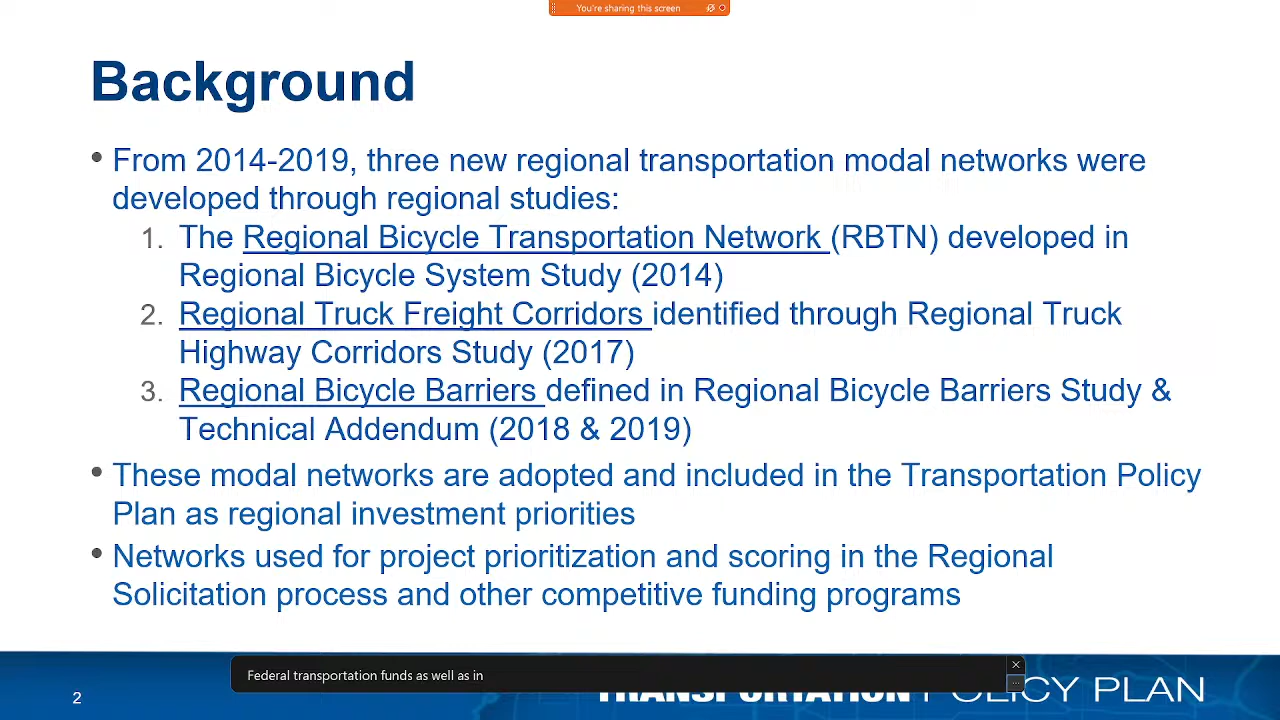 You're sharing this screen
Background
• From 2014-2019, three new regional transportation modal networks were
developed through regional studies:
1. The Regional Bicycle Transportation Network (RBTN) developed in
Regional Bicycle System Study (2014)
2. Regional Truck Freight Corridors identified through Regional Truck
Highway Corridors Study (2017)
3. Regional Bicycle Barriers defined in Regional Bicycle Barriers Study &
Technical Addendum (2018 & 2019)
• These modal networks are adopted and included in the Transportation Policy
Plan as regional investment priorities
• Networks used for project prioritization and scoring in the Regional
Solicitation process and other competitive funding programs
Federal transportation funds as well as in
2
TRANSPORTATION POLICY PLAN